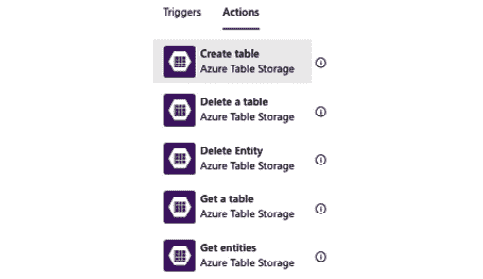 Triggers Actions
Create table
Azure Table Storage
Delete a table
Azure Table Storage
Delete Entity
Azure Table Storage
Get a table
Azure Table Storage
Get entities
Azure Table Storage